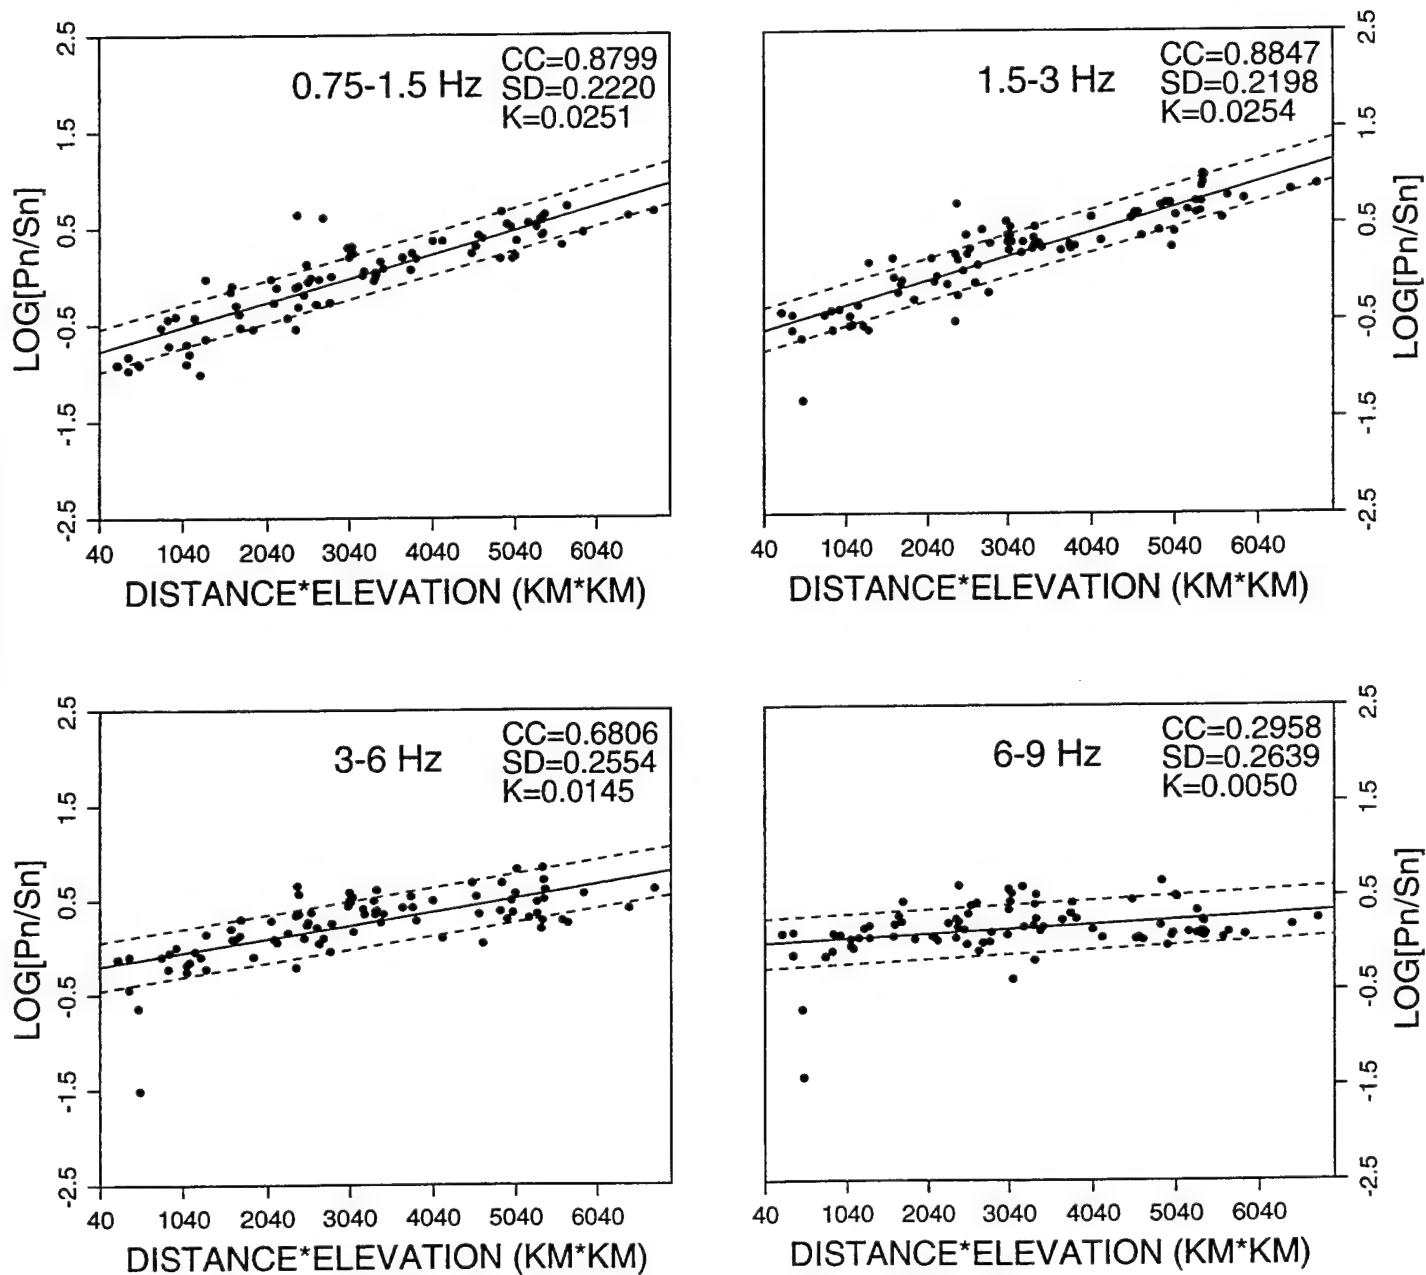 0.75-1.5 Hz
CC=0.8799
SD=0.2220
K=0.0251
LOG[Pn/Sn]
2.5
1.5
0.5
-0.5
-1.5
-2.5
40 1040 2040 3040 4040 5040 6040
DISTANCE*ELEVATION (KM*KM)
1.5-3 Hz
CC=0.8847
SD=0.2198
K=0.0254
2.5
1.5
0.5
-0.5
-1.5
-2.5
LOG[Pn/Sn]
40 1040 2040 3040 4040 5040 6040
DISTANCE*ELEVATION (KM*KM)
3-6 Hz
CC=0.6806
SD=0.2554
K=0.0145
LOG[Pn/Sn]
2.5
1.5
0.5
-0.5
-1.5
-2.5
40 1040 2040 3040 4040 5040 6040
DISTANCE*ELEVATION (KM*KM)
6-9 Hz
CC=0.2958
SD=0.2639
K=0.0050
2.5
1.5
0.5
-0.5
-1.5
-2.5
LOG[Pn/Sn]
40 1040 2040 3040 4040 5040 6040
DISTANCE*ELEVATION (KM*KM)